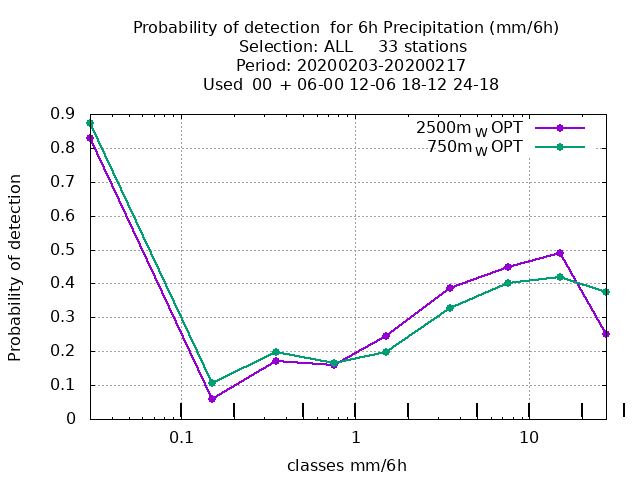 Probability of detection  for 6h Precipitation (mm/6h)
Selection: ALL     33 stations
Period: 20200203-20200217
Used  00  + 06-00 12-06 18-12 24-18
2500m W OPT
750m W OPT
0.9
0.8
0.7
0.6
0.5
0.4
0.3
0.2
0.1
0
Probability of detection
0.1 1 10
classes mm/6h